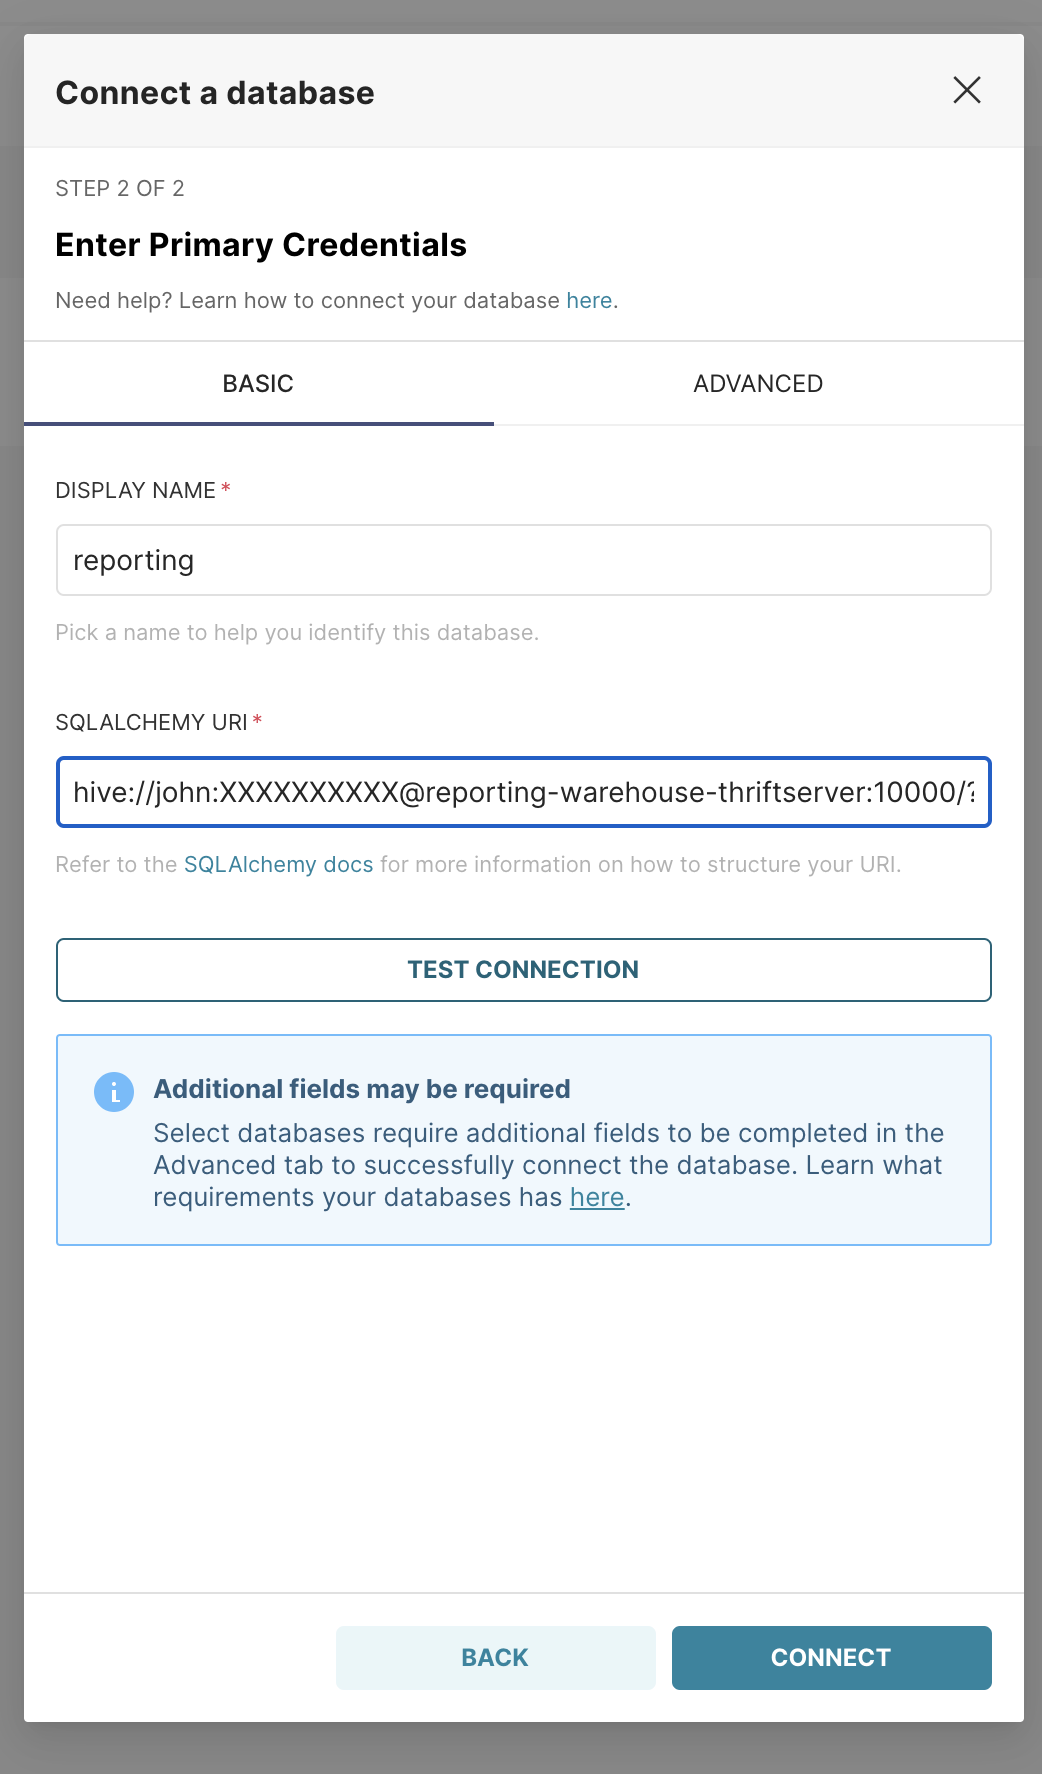 Connect a database
STEP 2 OF 2
Enter Primary Credentials
Need help? Learn how to connect your database here.
BASIC
ADVANCED
DISPLAY NAME *
reporting
Pick a name to help you identify this database.
SQLALCHEMY URI *
hive://john:XXXXXXXXXX@reporting-warehouse-thriftserver:10000/?
Refer to the SQLAlchemy docs for more information on how to structure your URI.
TEST CONNECTION
Additional fields may be required
Select databases require additional fields to be completed in the
Advanced tab to successfully connect the database. Learn what
requirements your databases has here.
BACK
CONNECT